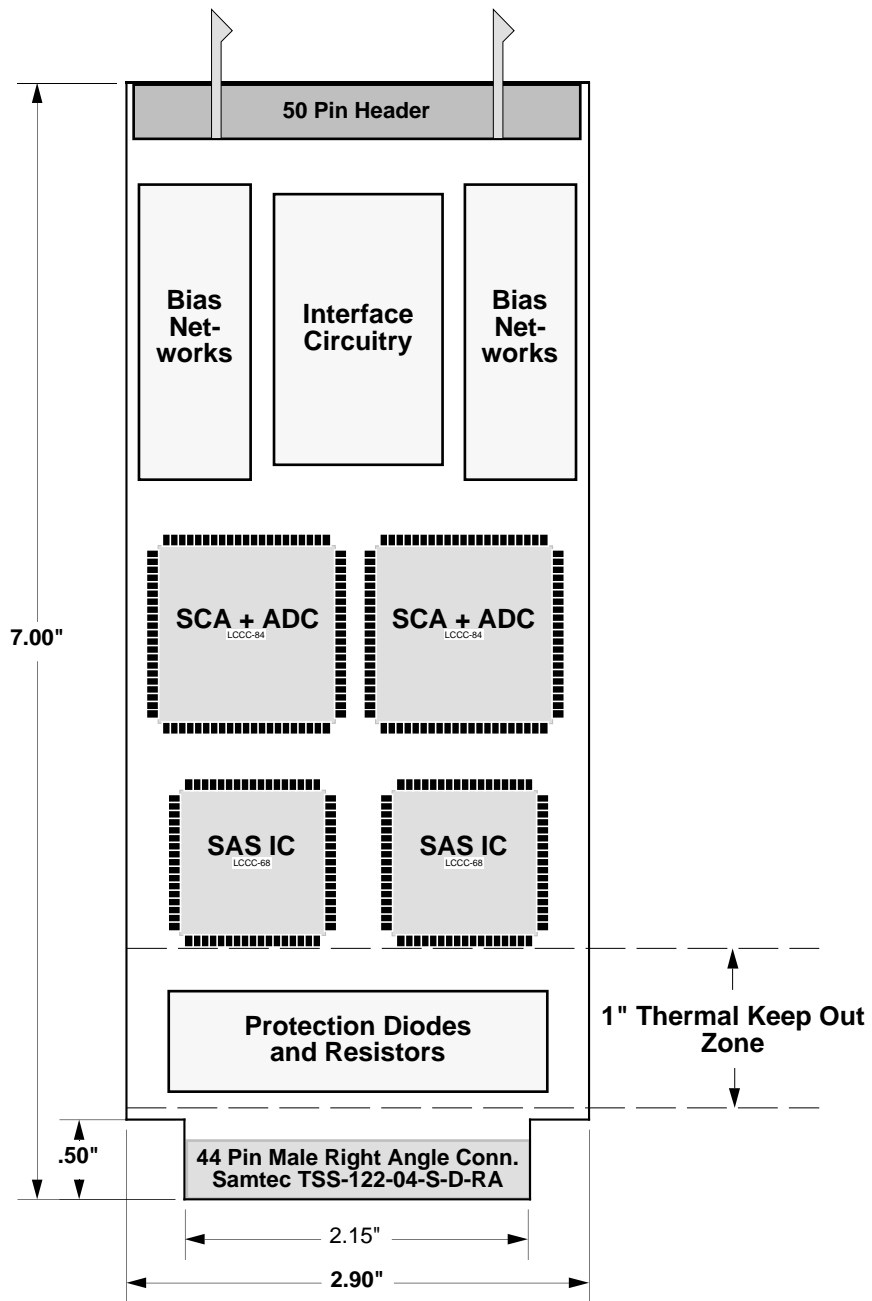 50 Pin Header
Bias
Net-
works
Interface
Circuitry
Bias
Net-
works
7.00"
SCA + ADC
LCCC-84
SCA + ADC
LCCC-84
SAS IC
LCCC-68
SAS IC
LCCC-68
1" Thermal Keep Out
Zone
Protection Diodes
and Resistors
.50"
44 Pin Male Right Angle Conn.
Samtec TSS-122-04-S-D-RA
2.15"
2.90"